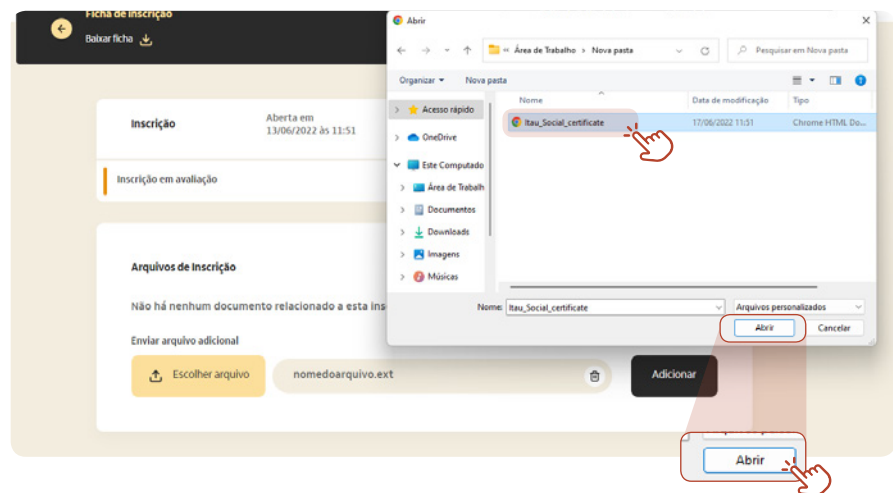 Ficha de Inscrição
Baixar ficha
Inscrição
Aberta em
13/06/2022 às 11:51
Inscrição em avaliação
Arquivos de Inscrição
Não há nenhum documento relacionado a esta ins
Enviar arquivo adicional
Escolher arquivo
nomedoarquivo.ext
Adicionar
Abrir
« Área de Trabalho › Nova pasta
Pesquisar em Nova pasta
Organizar
Nova pasta
Nome
Data de modificação
Tipo
Acesso rápido
OneDrive
Este Computado
Área de Trabalh
Documentos
Downloads
Imagens
Músicas
Itau_Social_certificate
17/06/2022 11:51
Chrome HTML Do...
Nome:
Itau_Social_certificate
Arquivos personalizados
Abrir
Cancelar
Abrir